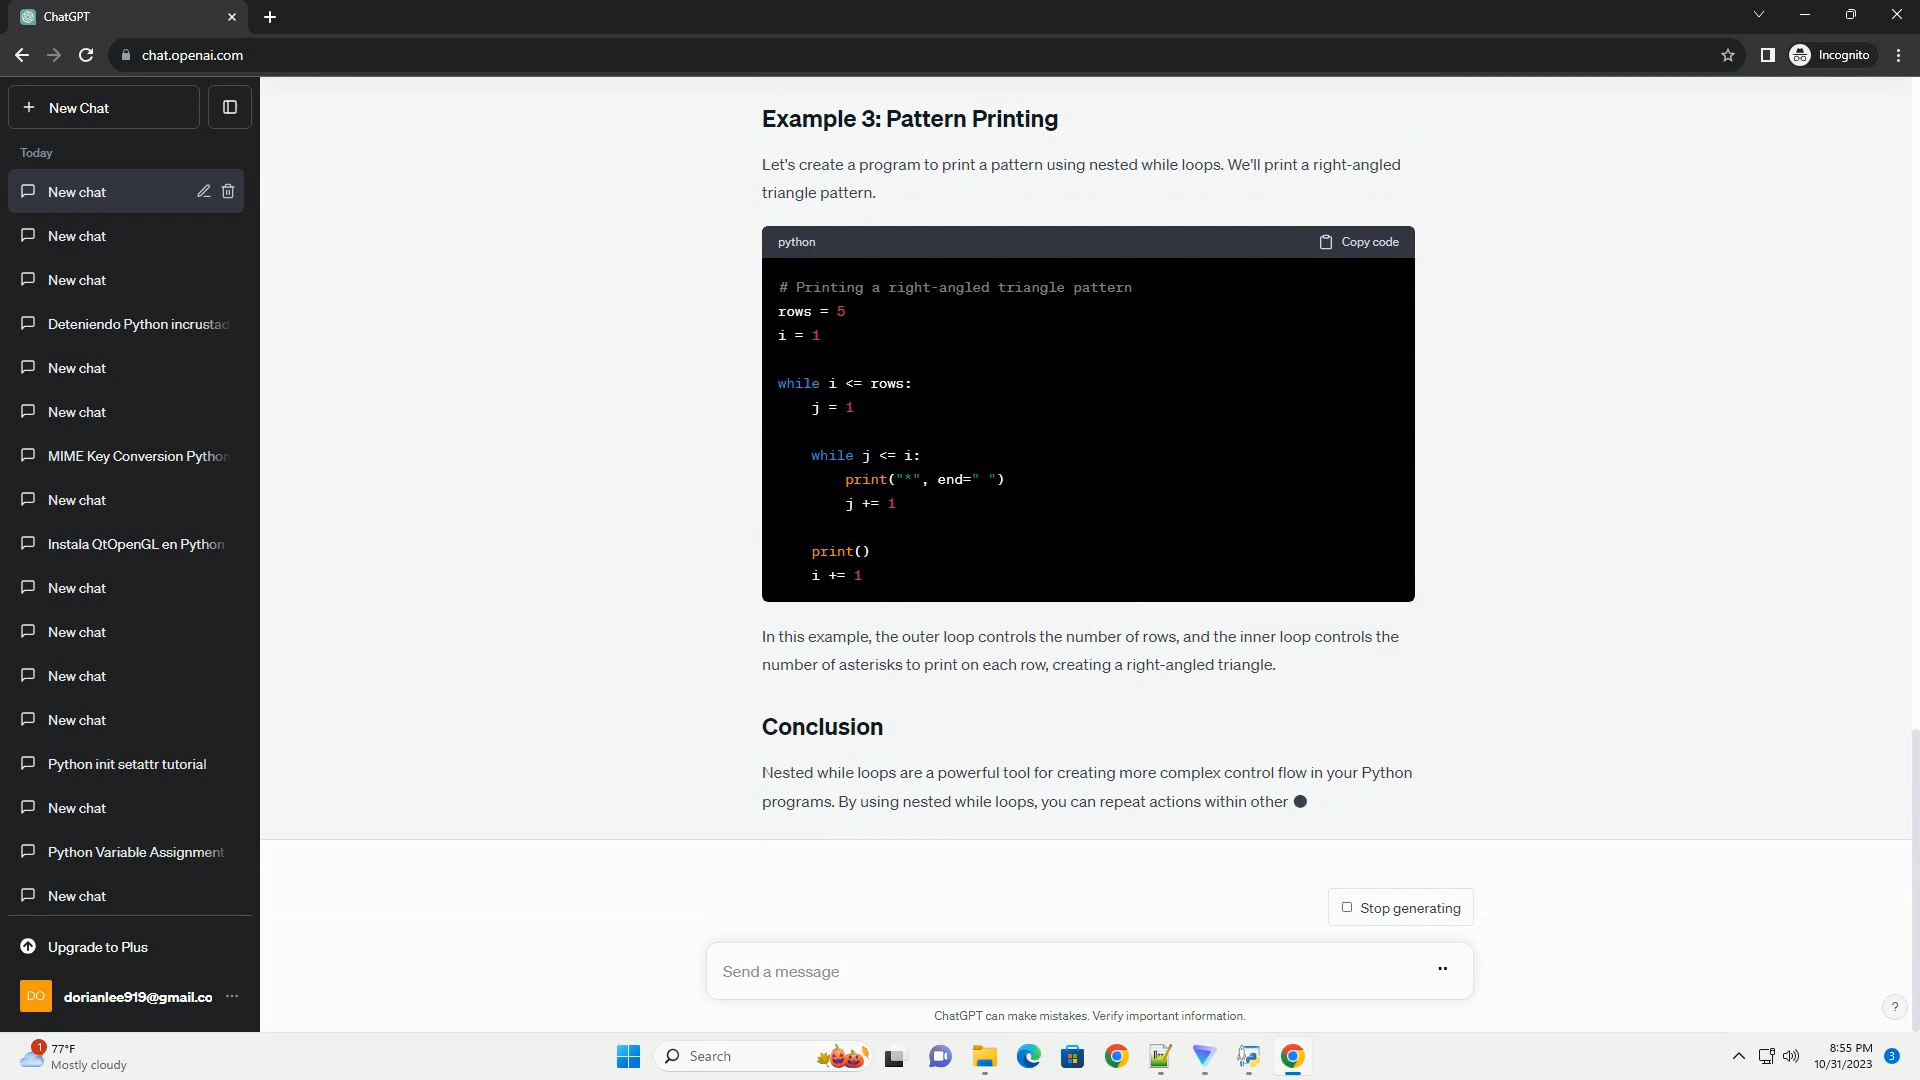 ChatGPT
chat.openai.com
Incognito
New Chat
Today
New chat
New chat
New chat
Deteniendo Python incrustad
New chat
New chat
MIME Key Conversion Python
New chat
Instala QtOpenGL en Python
New chat
New chat
New chat
New chat
Python init setattr tutorial
New chat
Python Variable Assignment
New chat
Upgrade to Plus
DO dorianlee919@gmail.co
Example 3: Pattern Printing
Let's create a program to print a pattern using nested while loops. We'll print a right-angled
triangle pattern.
python Copy code
# Printing a right-angled triangle pattern
rows = 5
i = 1
while i <= rows:
j = 1
while j <= i:
print("*", end=" ")
j += 1
print()
i += 1
In this example, the outer loop controls the number of rows, and the inner loop controls the
number of asterisks to print on each row, creating a right-angled triangle.
Conclusion
Nested while loops are a powerful tool for creating more complex control flow in your Python
programs. By using nested while loops, you can repeat actions within other
Stop generating
Send a message
ChatGPT can make mistakes. Verify important information.
?
1
77°F
Mostly cloudy
Search
8:55 PM
10/31/2023
3